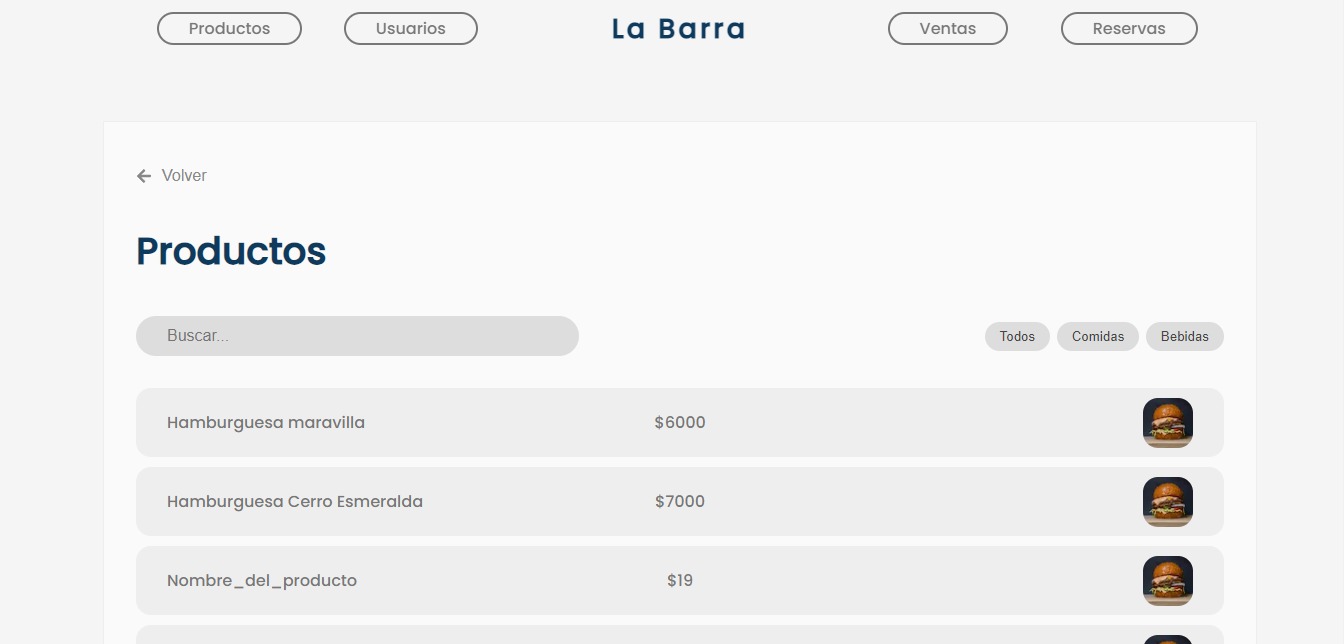 Productos Usuarios La Barra Ventas Reservas
Volver
Productos
Buscar... Todos Comidas Bebidas
Hamburguesa maravilla $6000
Hamburguesa Cerro Esmeralda $7000
Nombre_del_producto $19